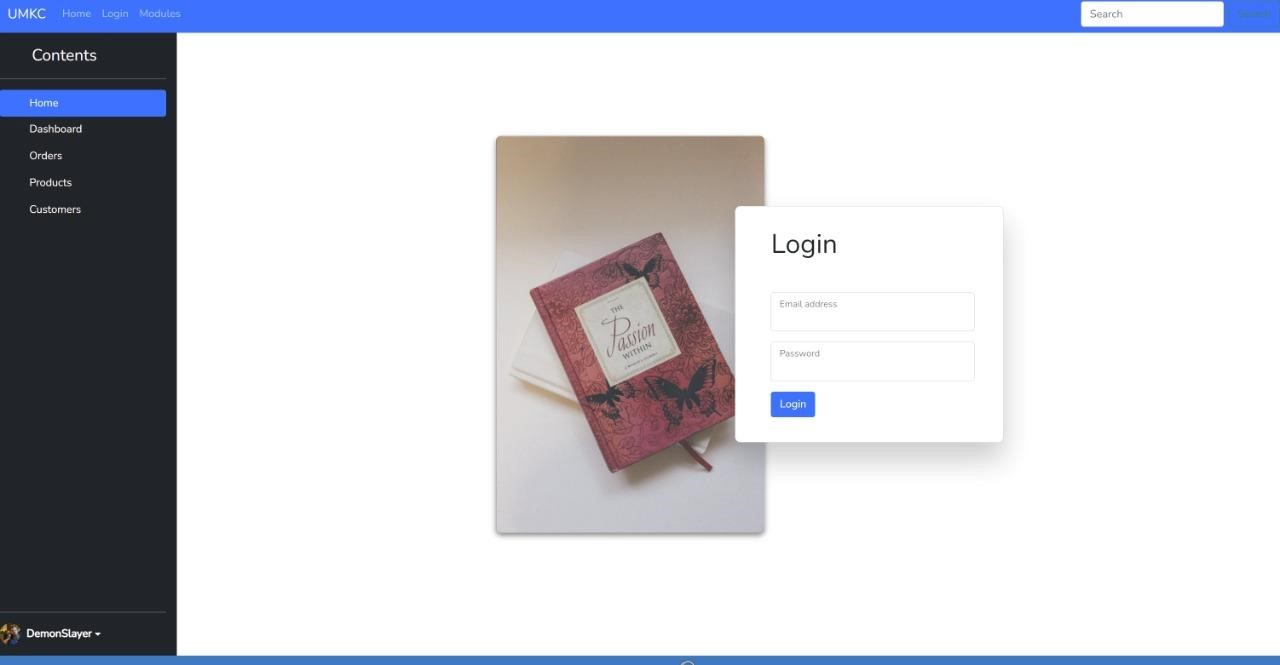 UMKC Home Login Modules Search Search
Contents
Home
Dashboard
Orders
Products
Customers
THE
Passion
WITHIN
Login
Email address
Password
Login
DemonSlayer